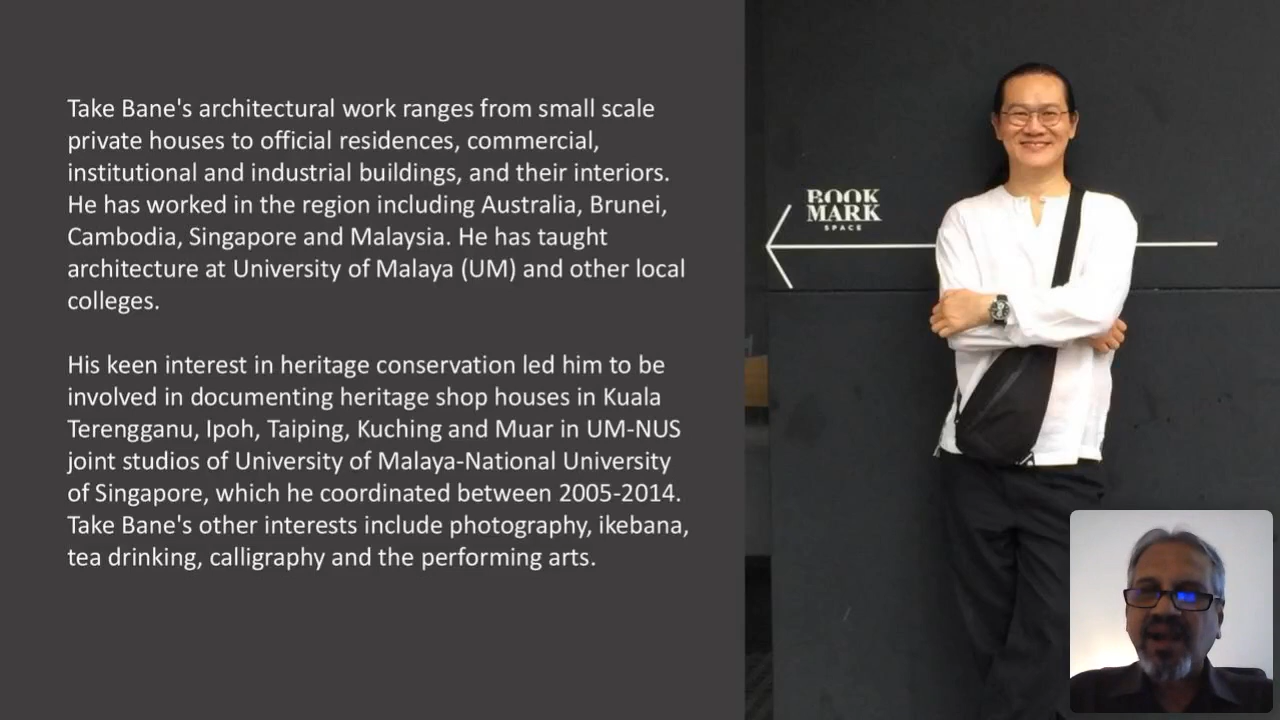 Take Bane's architectural work ranges from small scale
private houses to official residences, commercial,
institutional and industrial buildings, and their interiors.
He has worked in the region including Australia, Brunei,
Cambodia, Singapore and Malaysia. He has taught
architecture at University of Malaya (UM) and other local
colleges.
His keen interest in heritage conservation led him to be
involved in documenting heritage shop houses in Kuala
Terengganu, Ipoh, Taiping, Kuching and Muar in UM-NUS
joint studios of University of Malaya-National University
of Singapore, which he coordinated between 2005-2014.
Take Bane's other interests include photography, ikebana,
tea drinking, calligraphy and the performing arts.
BOOK
MARK
SPACE